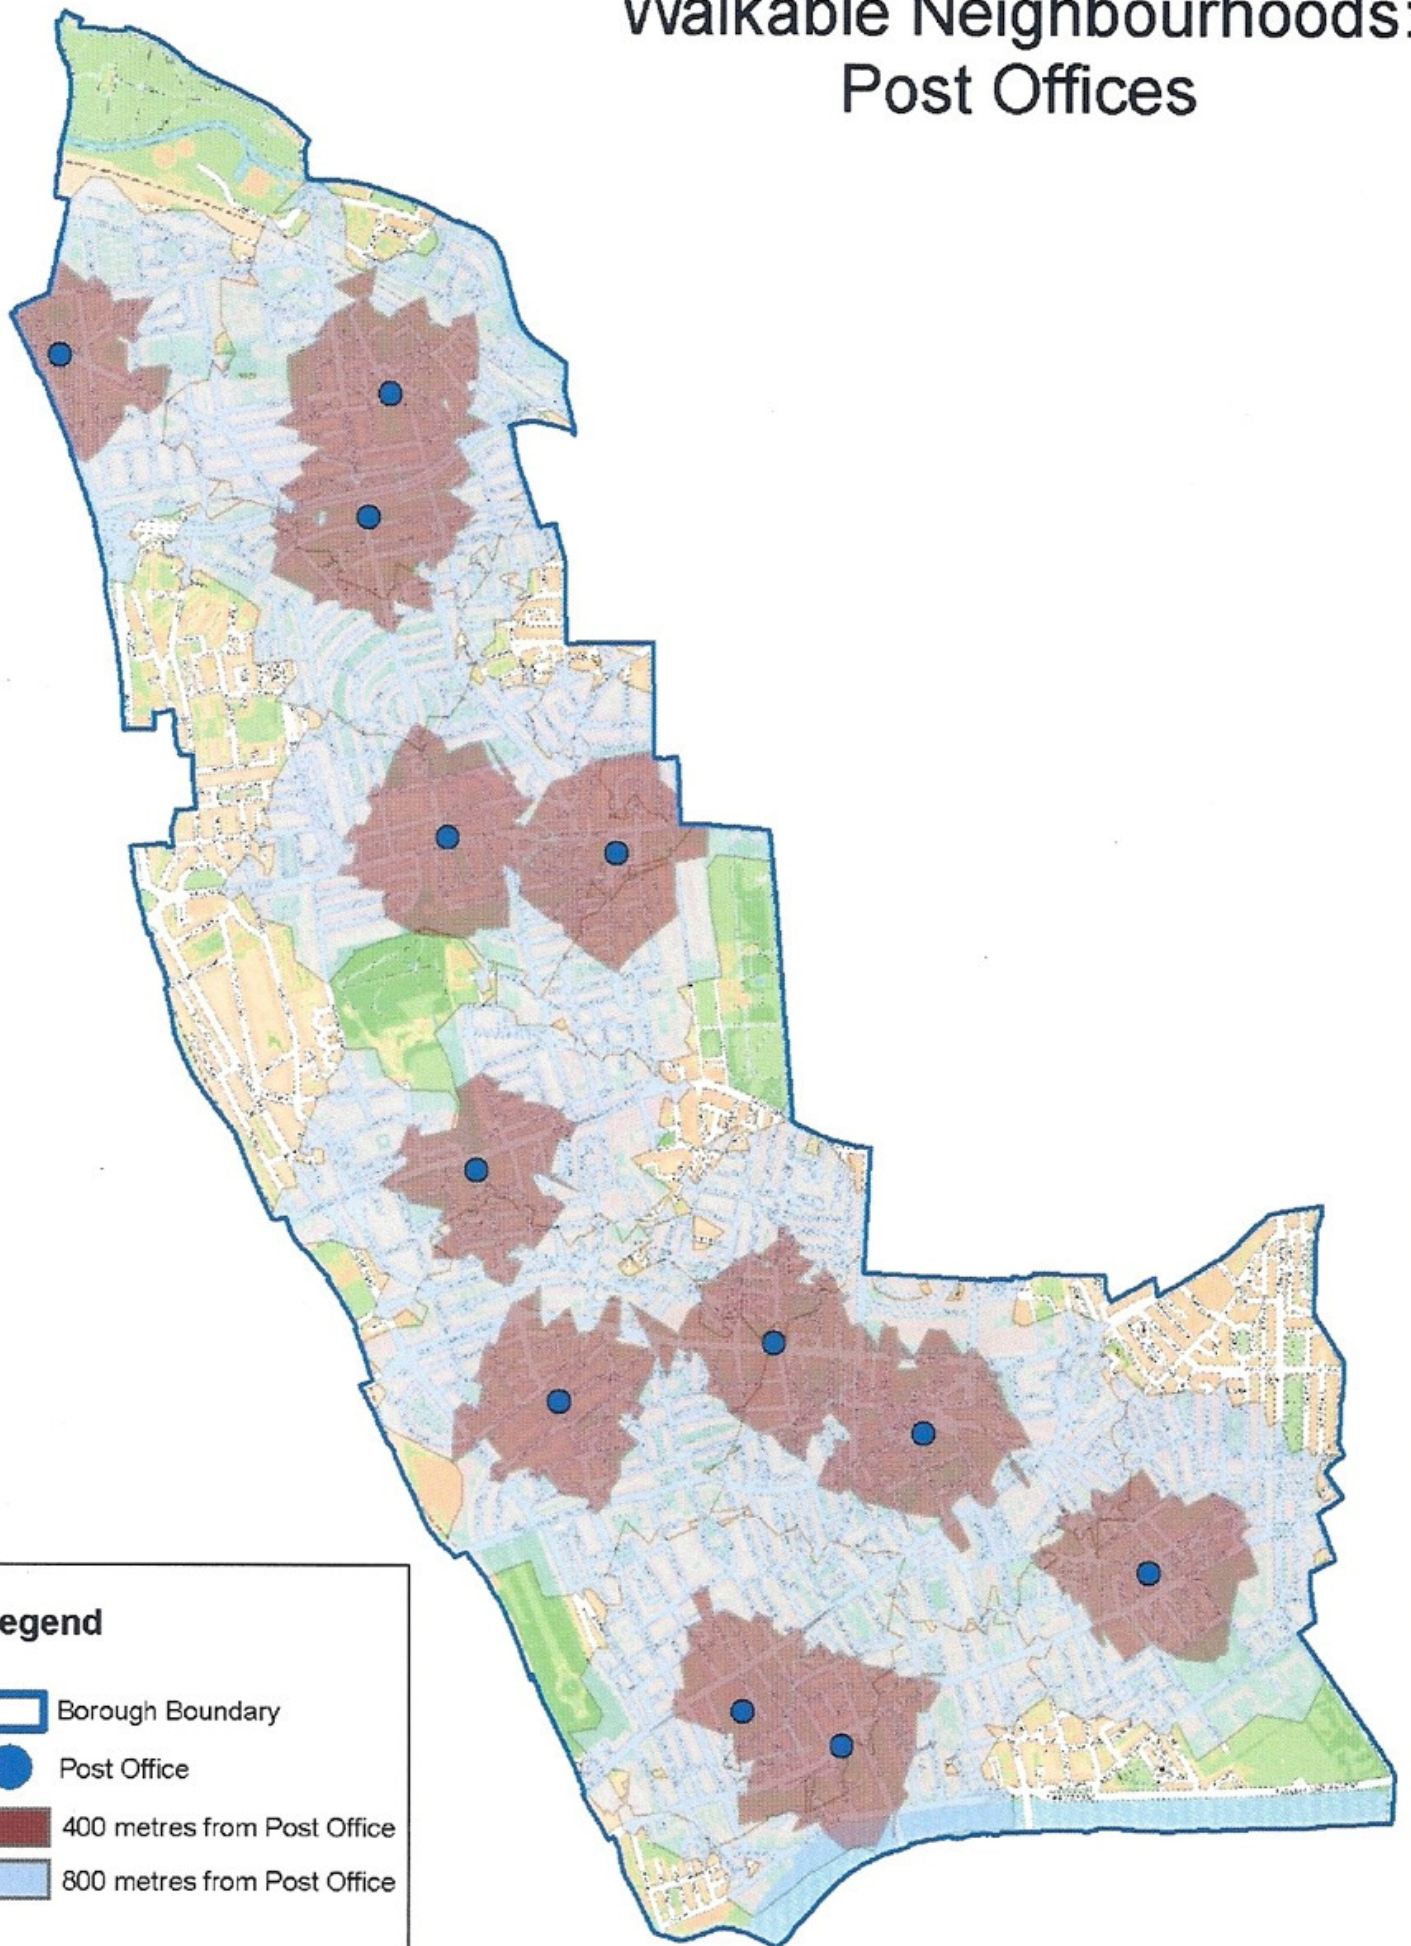 Walkable Neighbourhoods:
Post Offices
egend
Borough Boundary
Post Office
400 metres from Post Office
800 metres from Post Office